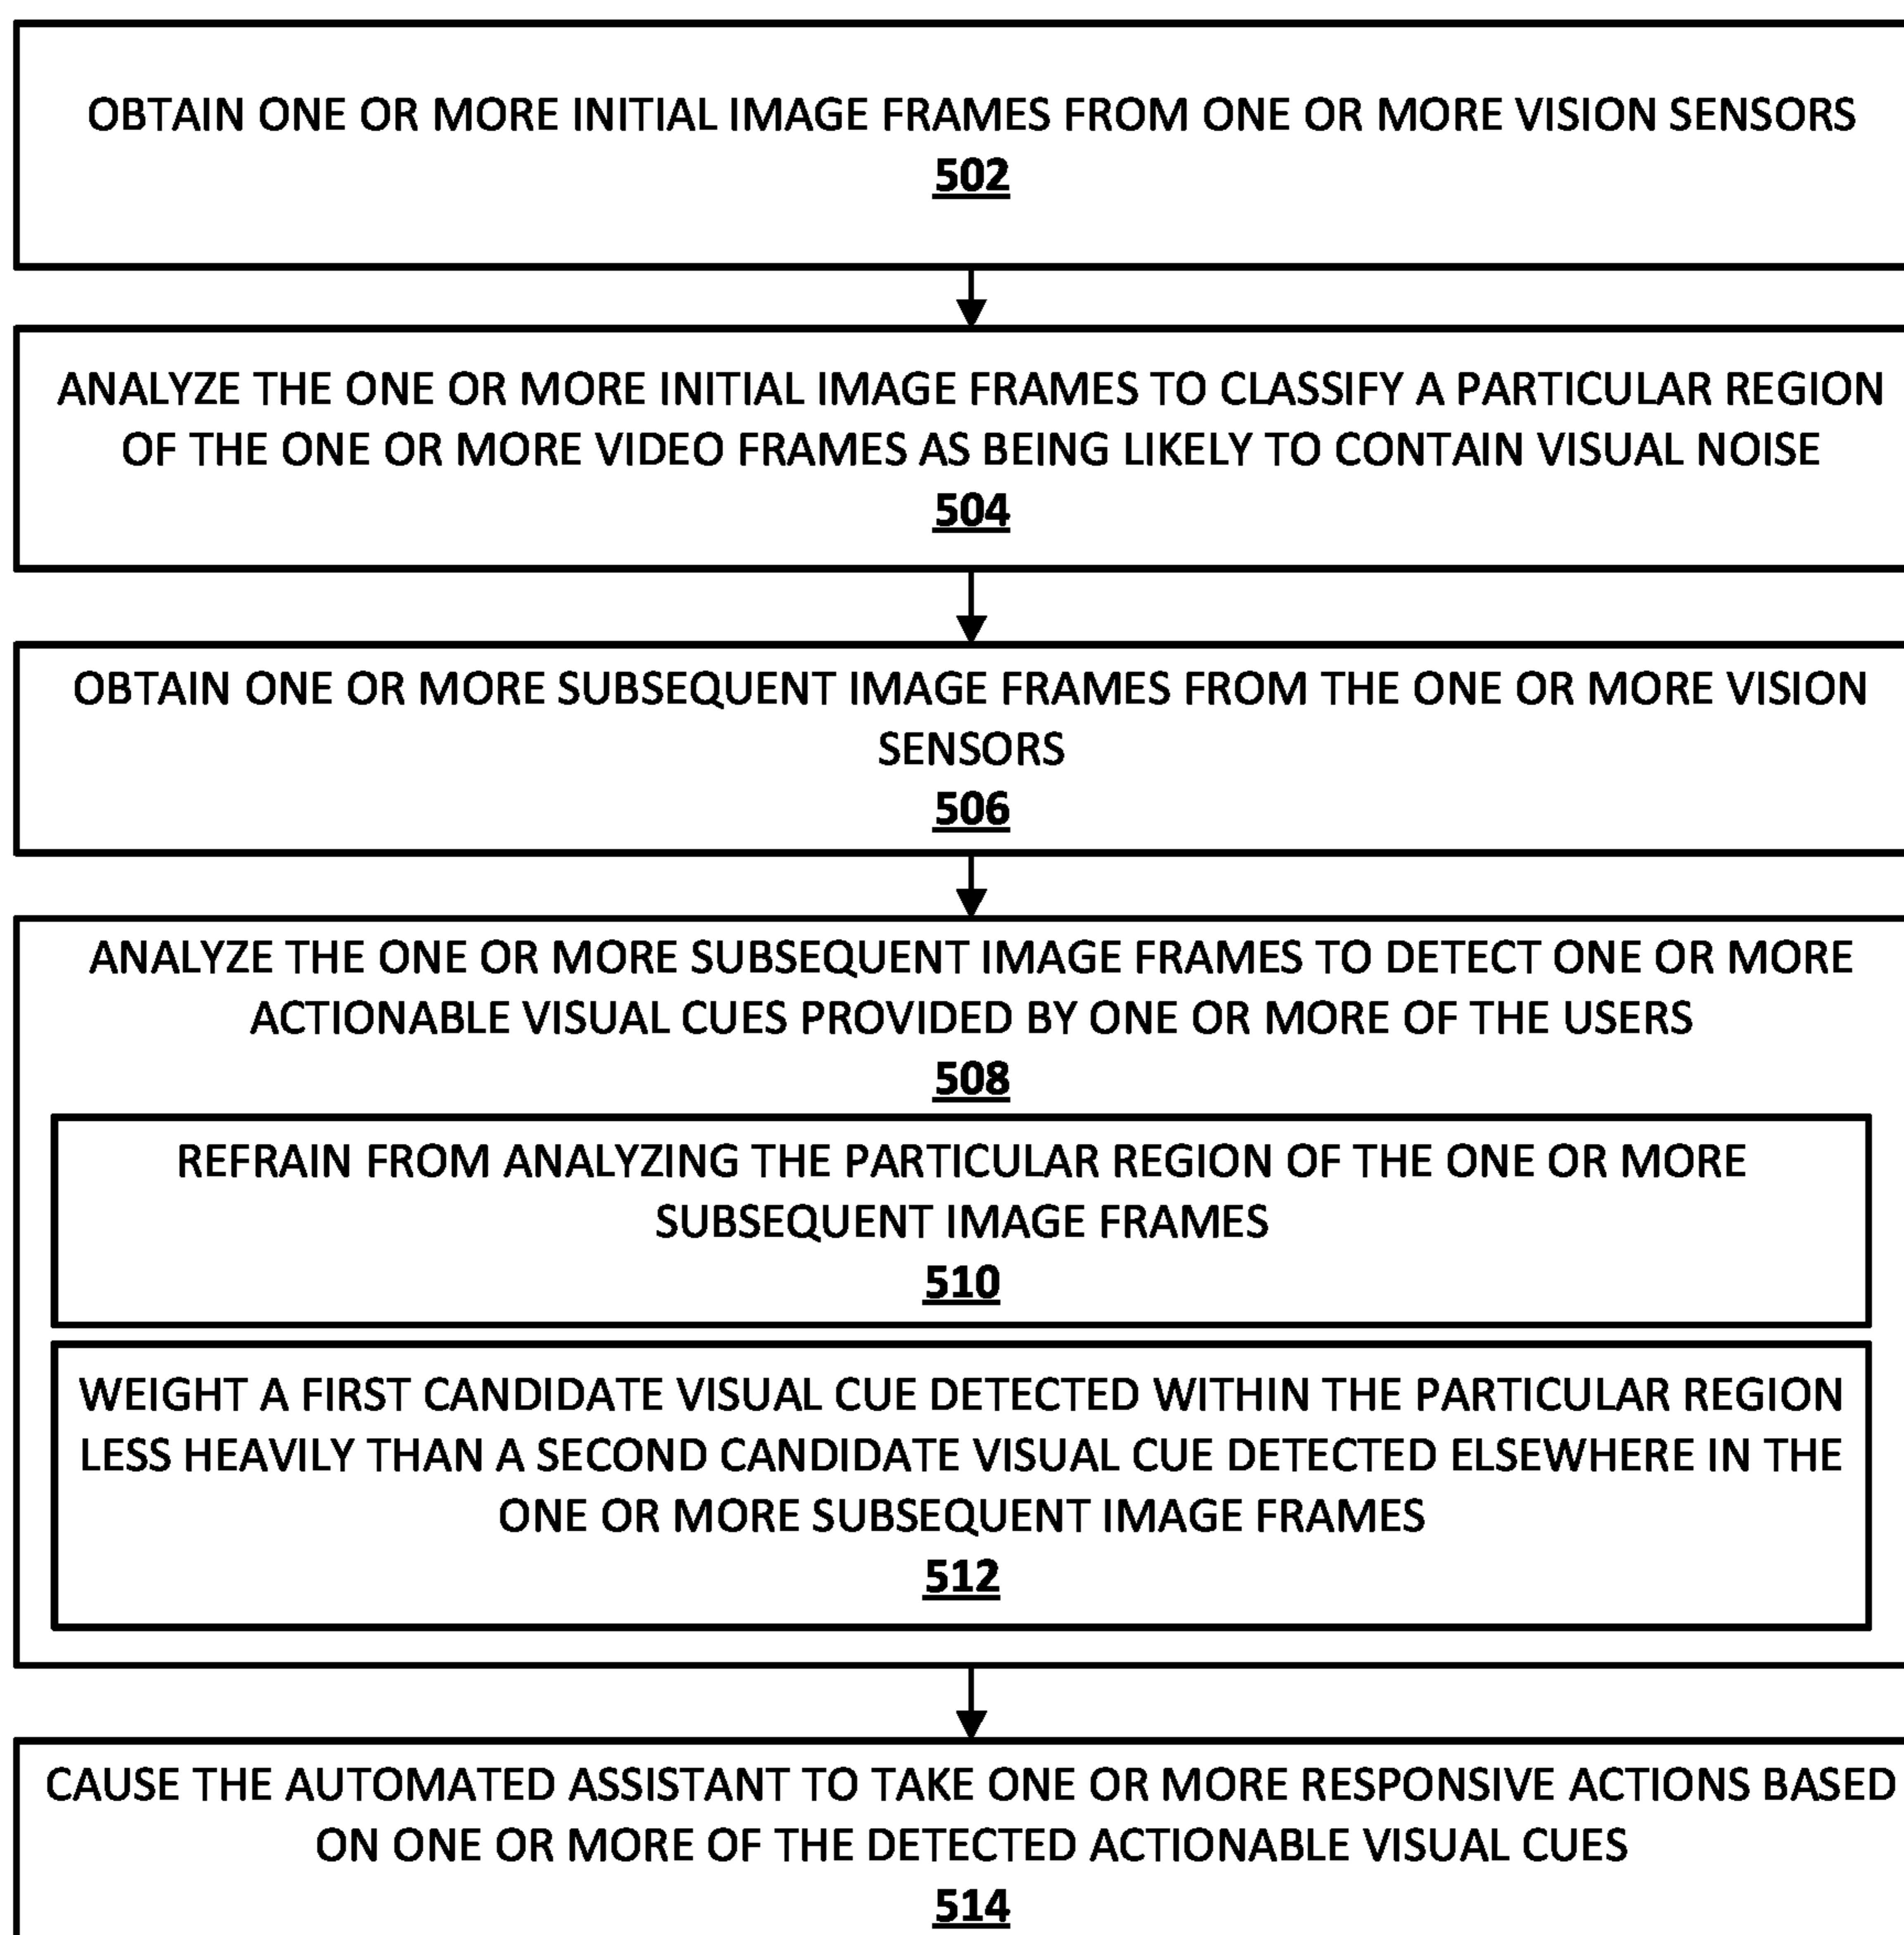 OBTAIN ONE OR MORE INITIAL IMAGE FRAMES FROM ONE OR MORE VISION SENSORS
502
ANALYZE THE ONE OR MORE INITIAL IMAGE FRAMES TO CLASSIFY A PARTICULAR REGION
OF THE ONE OR MORE VIDEO FRAMES AS BEING LIKELY TO CONTAIN VISUAL NOISE
504
OBTAIN ONE OR MORE SUBSEQUENT IMAGE FRAMES FROM THE ONE OR MORE VISION
SENSORS
506
ANALYZE THE ONE OR MORE SUBSEQUENT IMAGE FRAMES TO DETECT ONE OR MORE
ACTIONABLE VISUAL CUES PROVIDED BY ONE OR MORE OF THE USERS
508
REFRAIN FROM ANALYZING THE PARTICULAR REGION OF THE ONE OR MORE
SUBSEQUENT IMAGE FRAMES
510
WEIGHT A FIRST CANDIDATE VISUAL CUE DETECTED WITHIN THE PARTICULAR REGION
LESS HEAVILY THAN A SECOND CANDIDATE VISUAL CUE DETECTED ELSEWHERE IN THE
ONE OR MORE SUBSEQUENT IMAGE FRAMES
512
CAUSE THE AUTOMATED ASSISTANT TO TAKE ONE OR MORE RESPONSIVE ACTIONS BASED
ON ONE OR MORE OF THE DETECTED ACTIONABLE VISUAL CUES
514